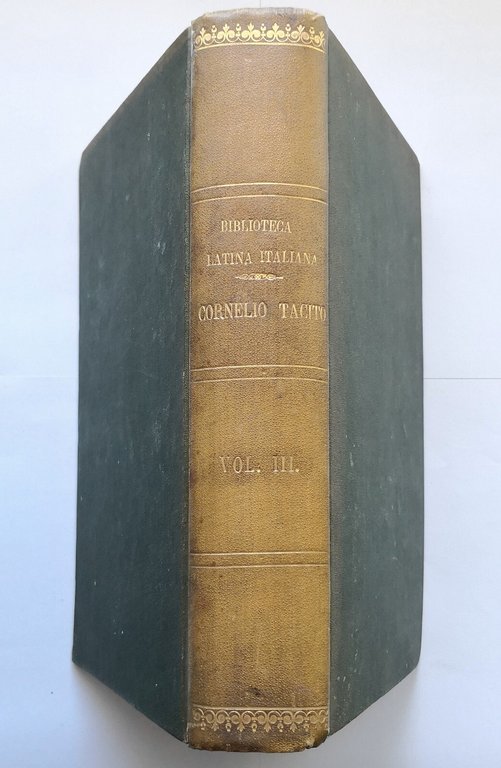 BIBLIOTECA
LATINA ITALIANA
CORNELIO TACITO
VOL. III.